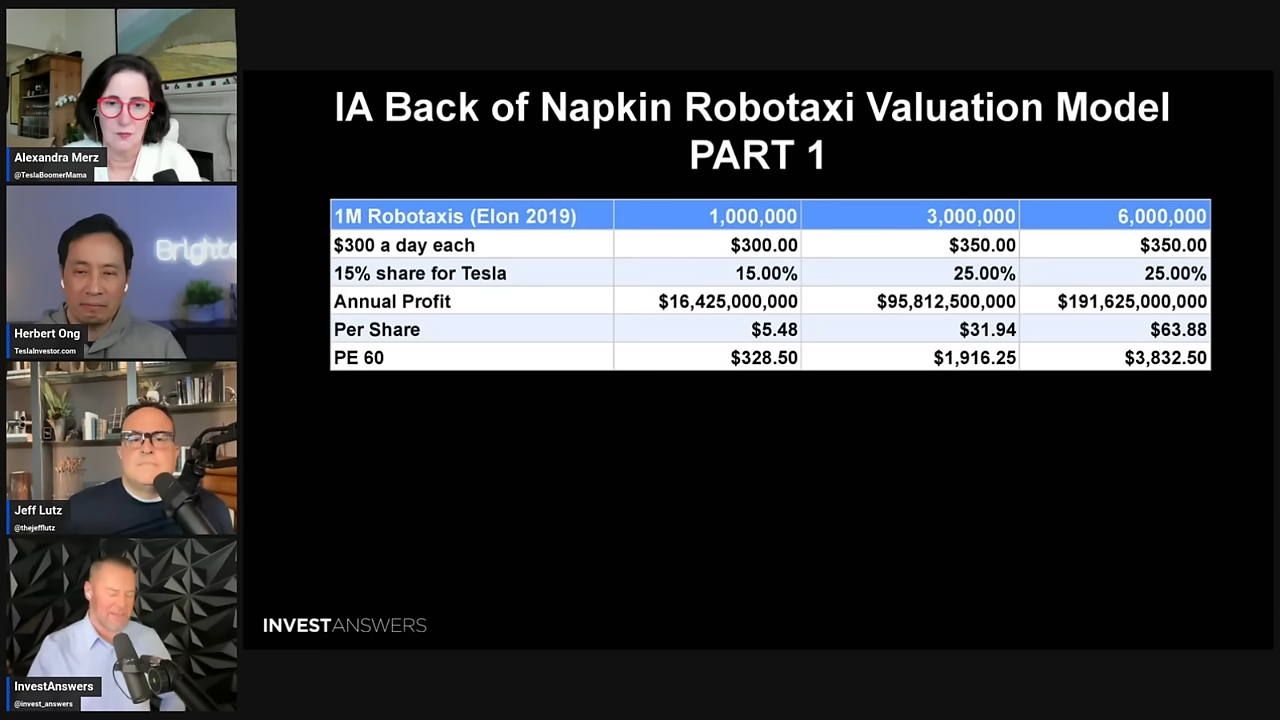 IA Back of Napkin Robotaxi Valuation Model
PART 1
1M Robotaxis (Elon 2019) 1,000,000 3,000,000 6,000,000
$300 a day each $300.00 $350.00 $350.00
15% share for Tesla 15.00% 25.00% 25.00%
Annual Profit $16,425,000,000 $95,812,500,000 $191,625,000,000
Per Share $5.48 $31.94 $63.88
PE 60 $328.50 $1,916.25 $3,832.50
INVESTANSWERS
Alexandra Merz
@TeslaBoomerMama
Brighte
Herbert Ong
TeslaInvestor.com
Jeff Lutz
@thejefflutz
InvestAnswers
@invest_answers